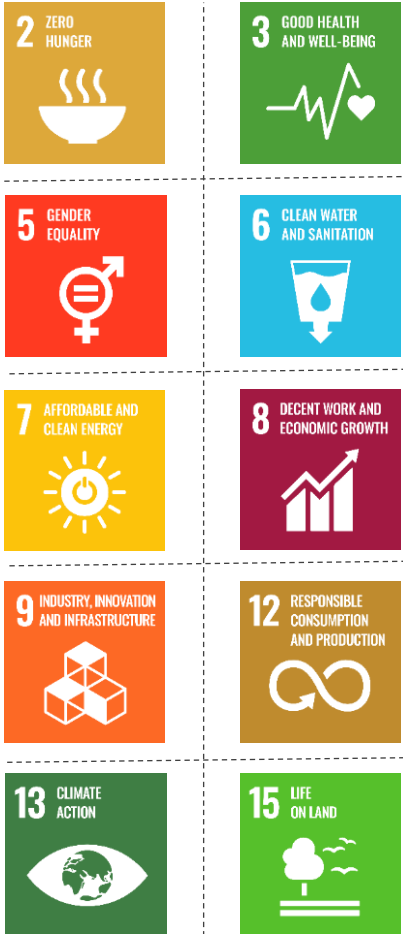 2 ZERO
HUNGER
3 GOOD HEALTH
AND WELL-BEING
5 GENDER
EQUALITY
6 CLEAN WATER
AND SANITATION
7 AFFORDABLE AND
CLEAN ENERGY
8 DECENT WORK AND
ECONOMIC GROWTH
9 INDUSTRY, INNOVATION
AND INFRASTRUCTURE
12 RESPONSIBLE
CONSUMPTION
AND PRODUCTION
13 CLIMATE
ACTION
15 LIFE
ON LAND